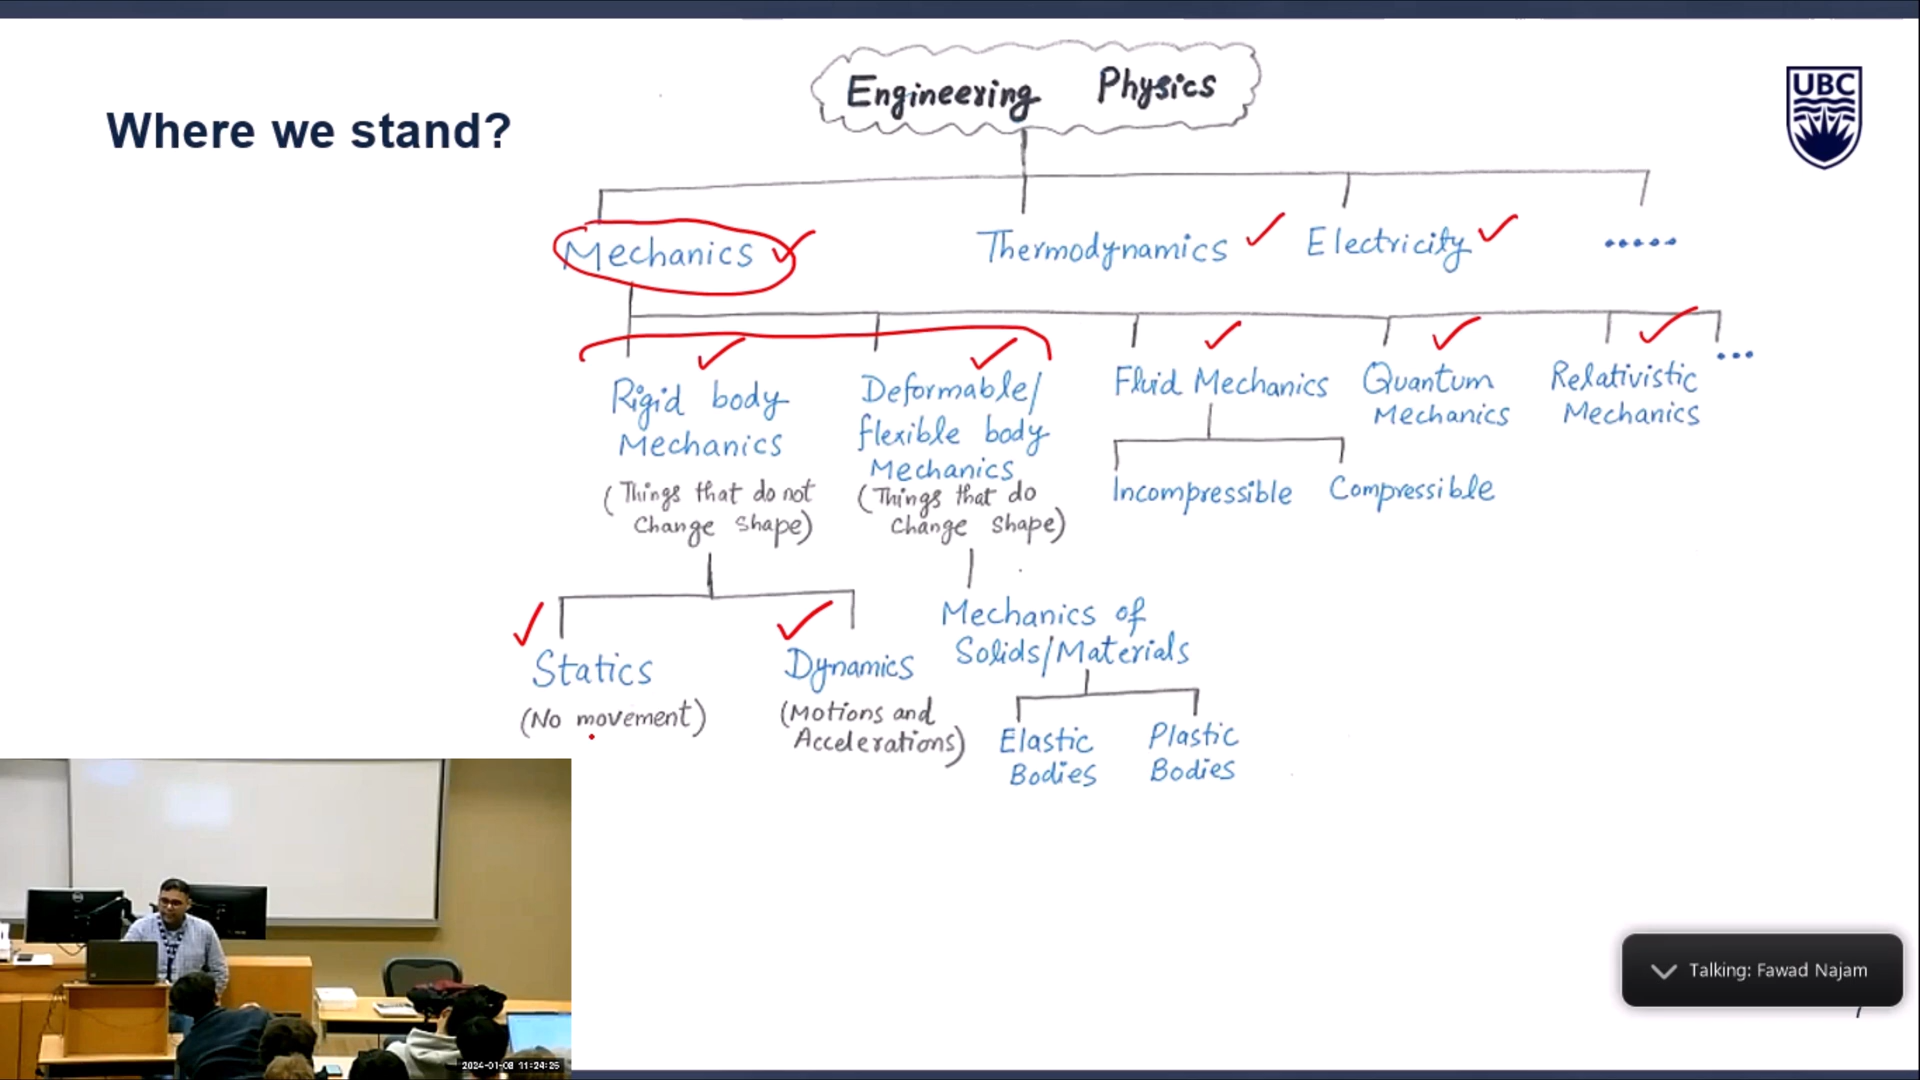 Engineering Physics
UBC
Where we stand?
Mechanics
Thermodynamics
Electricity
.....
Rigid body
Mechanics
(Things that do not
Change shape)
Deformable/
flexible body
Mechanics
(Things that do
Change shape)
Fluid Mechanics
Quantum
Mechanics
Relativistic
Mechanics
...
Incompressible
Compressible
Statics
(No movement)
Dynamics
(Motions and
Accelerations)
Mechanics of
Solids/Materials
Elastic
Bodies
Plastic
Bodies
Talking: Fawad Najam
2024-01-08 11:24:26